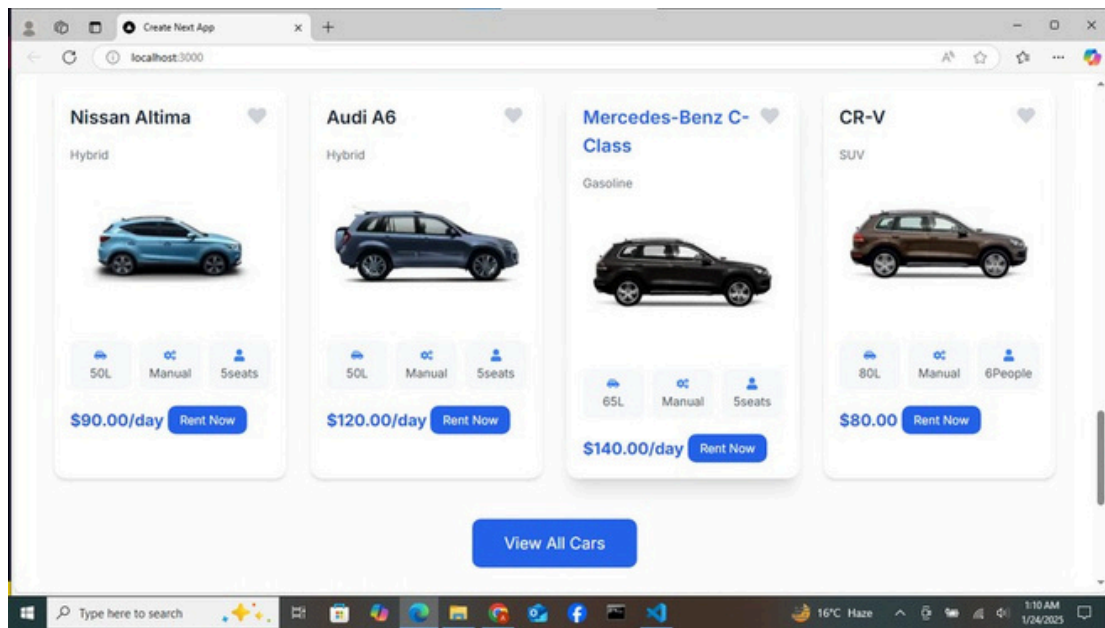 Create Next App
localhost:3000
Nissan Altima
Hybrid
50L Manual 5seats
$90.00/day Rent Now
Audi A6
Hybrid
50L Manual 5seats
$120.00/day Rent Now
Mercedes-Benz C-
Class
Gasoline
65L Manual 5seats
$140.00/day Rent Now
CR-V
SUV
80L Manual 6People
$80.00 Rent Now
View All Cars
Type here to search
16°C Haze
1:10 AM
1/24/2025